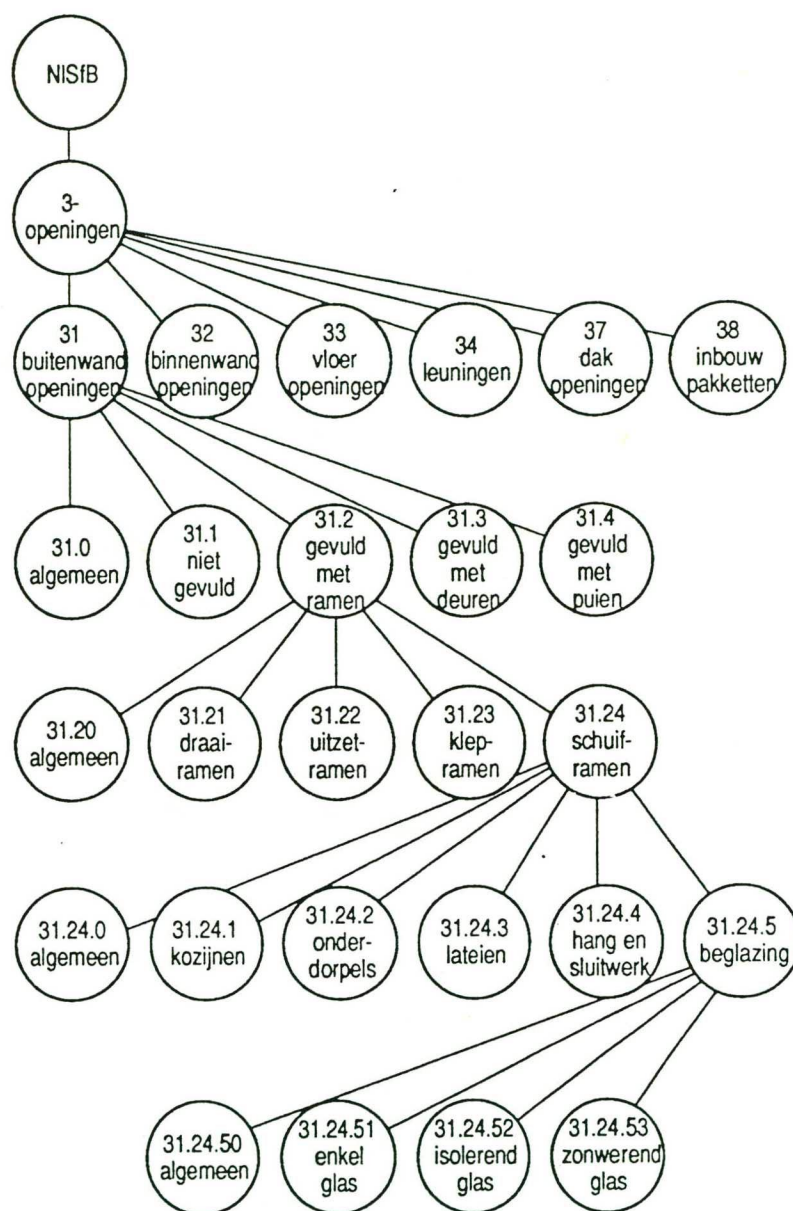 NISfB
3-
openingen
31
buitenwand
openingen
32
binnenwand
openingen
33
vloer
openingen
34
leuningen
37
dak
openingen
38
inbouw
pakketten
31.0
algemeen
31.1
niet
gevuld
31.2
gevuld
met
ramen
31.3
gevuld
met
deuren
31.4
gevuld
met
puien
31.20
algemeen
31.21
draai-
ramen
31.22
uitzet-
ramen
31.23
klep-
ramen
31.24
schuif-
ramen
31.24.0
algemeen
31.24.1
kozijnen
31.24.2
onder-
dorpels
31.24.3
lateien
31.24.4
hang en
sluitwerk
31.24.5
beglazing
31.24.50
algemeen
31.24.51
enkel
glas
31.24.52
isolerend
glas
31.24.53
zonwerend
glas